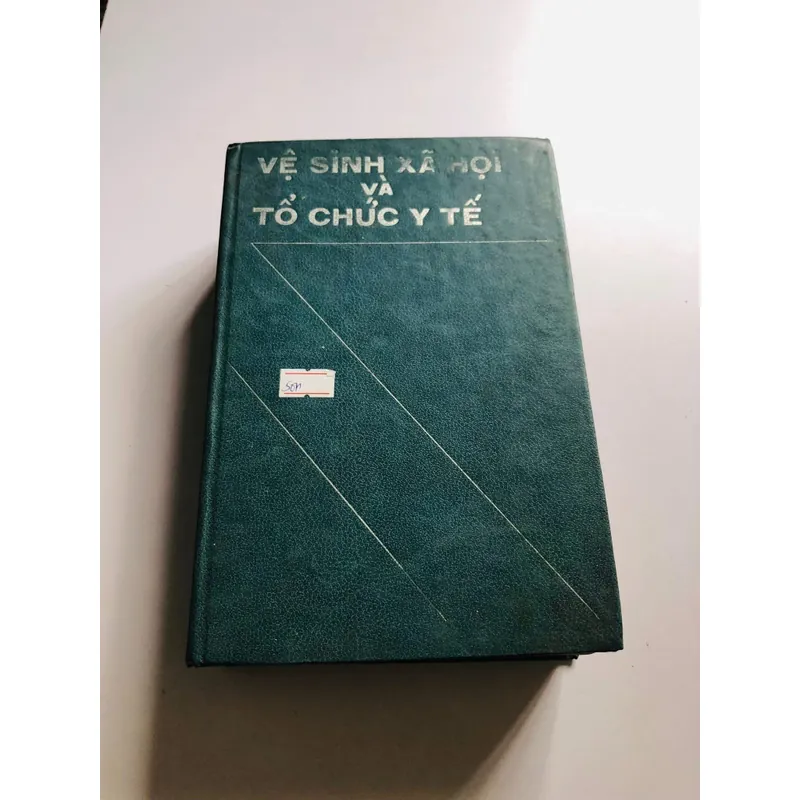 VỆ SINH XÃ HỘI
VÀ
TỔ CHỨC Y TẾ